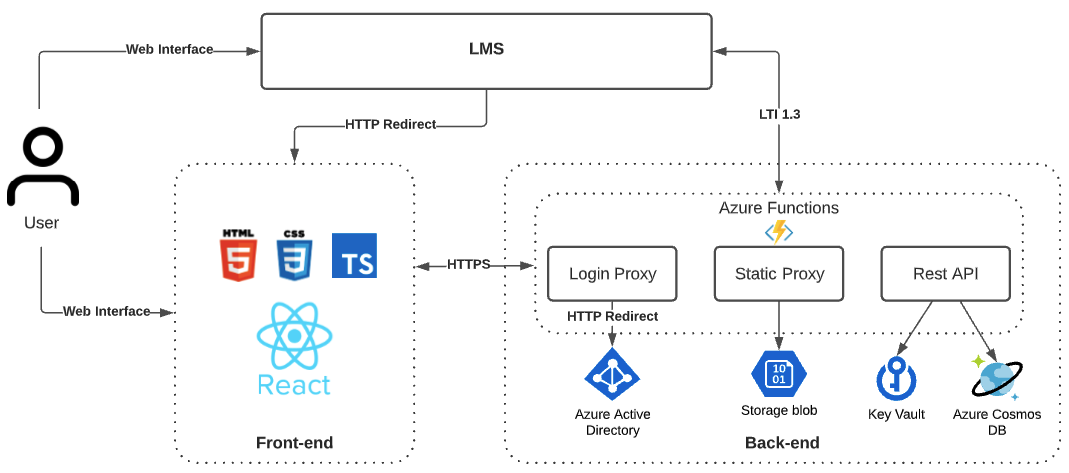 LMS
Web Interface
HTTP Redirect
LTI 1.3
User
Web Interface
HTML
5
CSS
3
TS
React
Front-end
HTTPS
Azure Functions
Login Proxy
Static Proxy
Rest API
HTTP Redirect
10
01
Azure Active
Directory
Storage blob
Key Vault
Azure Cosmos
DB
Back-end